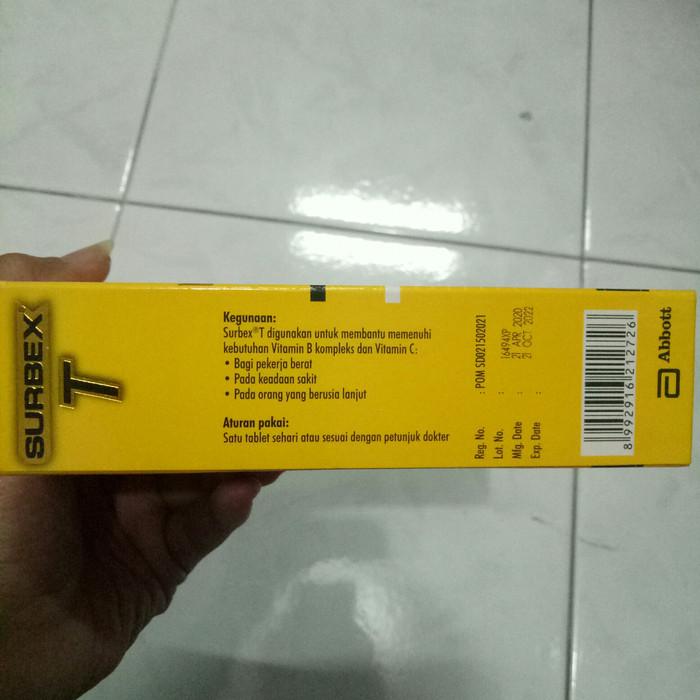 SURBEX
T
Kegunaan:
Surbex®T digunakan untuk membantu memenuhi
kebutuhan Vitamin B kompleks dan Vitamin C:
• Bagi pekerja berat
• Pada keadaan sakit
• Pada orang yang berusia lanjut
Aturan pakai:
Satu tablet sehari atau sesuai dengan petunjuk dokter
Reg. No. : POM SD021502021
Lot. No. : 16494XP
Mfg. Date : 21 APR 2020
Exp. Date : 21 OCT 2022
8 992916 212726
Abbott